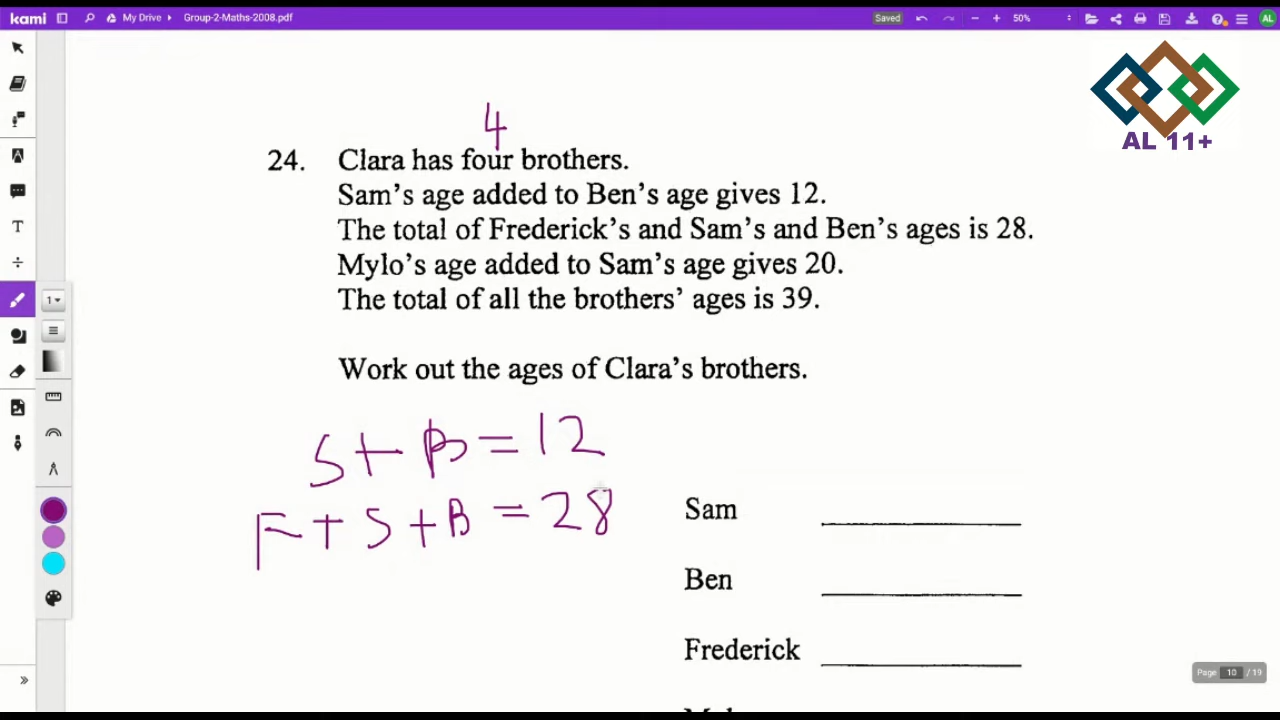 kami My Drive Group-2-Maths-2008.pdf Saved 50% AL
AL 11+
4
24. Clara has four brothers.
Sam's age added to Ben's age gives 12.
The total of Frederick's and Sam's and Ben's ages is 28.
Mylo's age added to Sam's age gives 20.
The total of all the brothers' ages is 39.
Work out the ages of Clara's brothers.
S + B = 12
F + S + B = 28
Sam
Ben
Frederick
Page 10 / 19